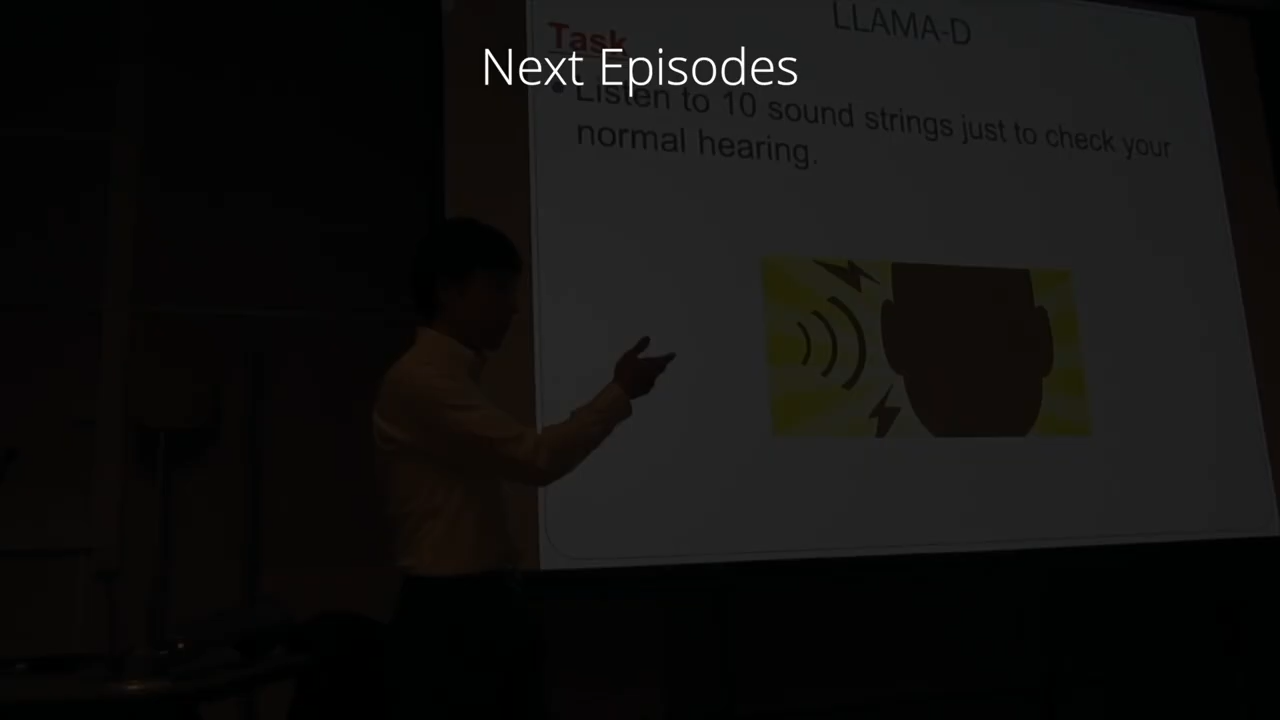 LLAMA-D
Task
Next Episodes
• Listen to 10 sound strings just to check your
normal hearing.